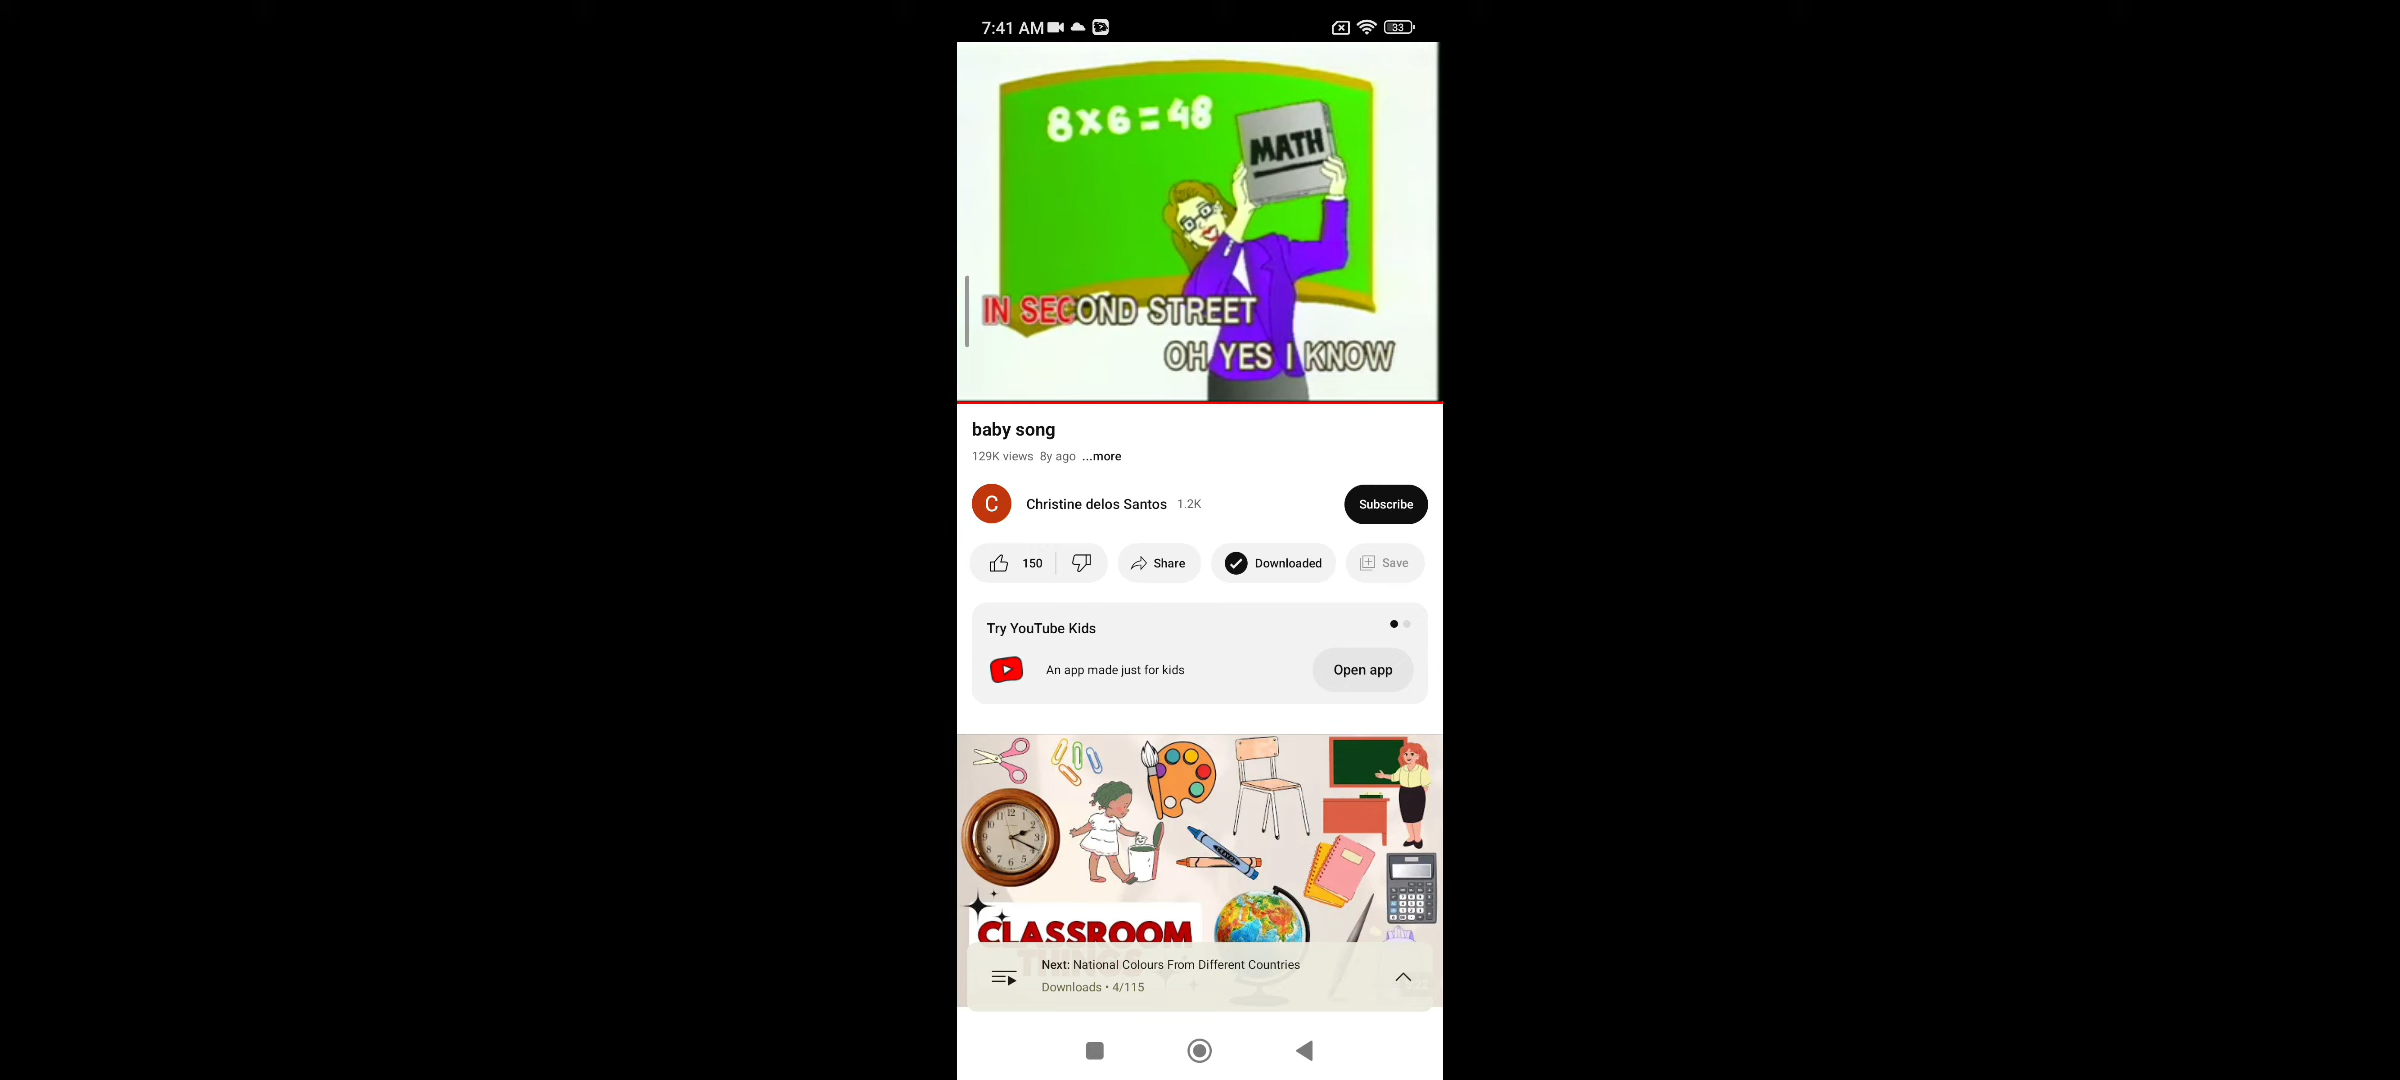 7:41 AM
33
8x6=48
MATH
IN SECOND STREET
OH YES I KNOW
baby song
129K views 8y ago ...more
C Christine delos Santos 1.2K Subscribe
150 Share Downloaded Save
Try YouTube Kids
An app made just for kids Open app
CLASSROOM
THINGS
Next: National Colours From Different Countries
Downloads • 4/115